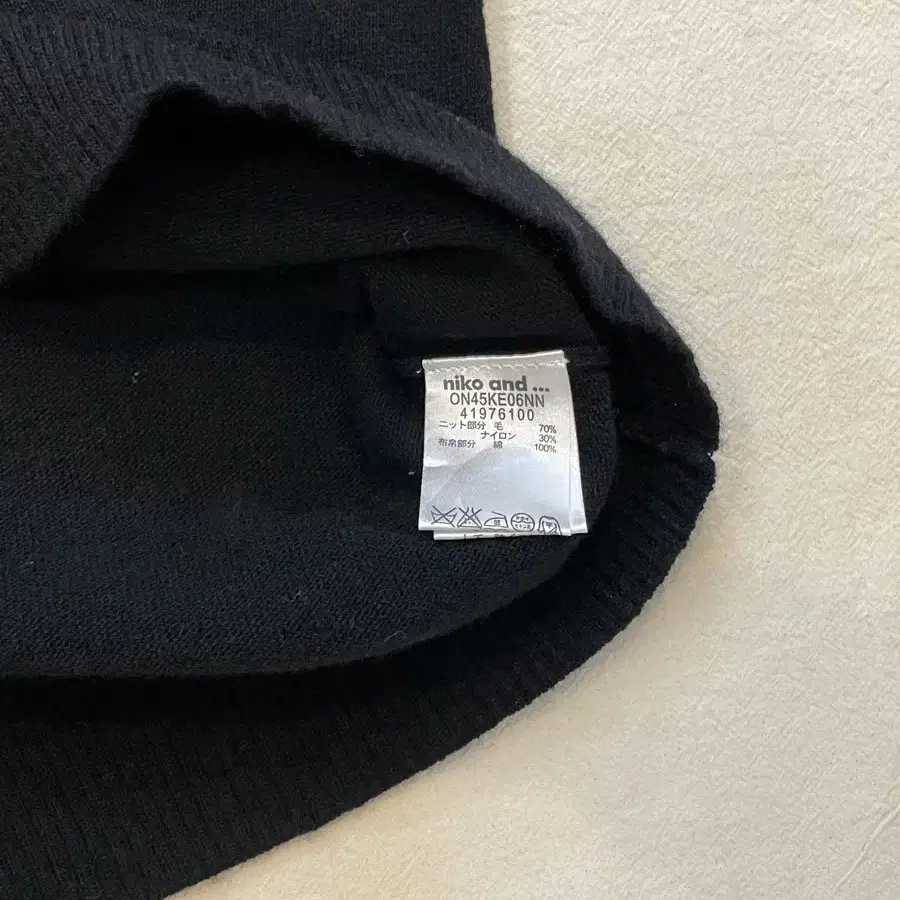 niko and ...
ON45KE06NN
41976100
ニット部分 毛 70%
ナイロン 30%
布帛部分 綿 100%